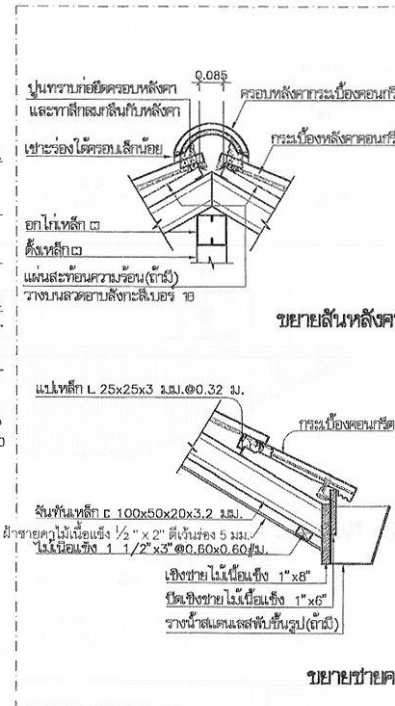 0.085
ปูนทรายก่อยึดครอบหลังคา
และทาสีกลมกลืนกับหลังคา
ครอบหลังคากระเบื้องคอนกรี
เซาะร่องใต้ครอบเล็กน้อย
กระเบื้องหลังคาคอนกรี
อกไก่เหล็ก
ตั้งเหล็ก
แผ่นสะท้อนความร้อน(ถ้ามี)
วางบนลวดอาบสังกะสีเบอร์ 18
ขยายสันหลังค
แปเหล็ก L 25x25x3 มม.@0.32 ม.
กระเบื้องคอนกรีต
จันทันเหล็ก C 100x50x20x3.2 มม.
ฝ้าชายคาไม้เนื้อแข็ง 1/2 " x 2" ตีเว้นร่อง 5 มม.
ไม้เนื้อแข็ง 1 1/2"x3"@0.60x0.60#ม.
เชิงชายไม้เนื้อแข็ง 1"x8"
ปิดเชิงชายไม้เนื้อแข็ง 1"x6"
รางน้ำสแตนเลสพับขึ้นรูป(ถ้ามี)
ขยายชายค